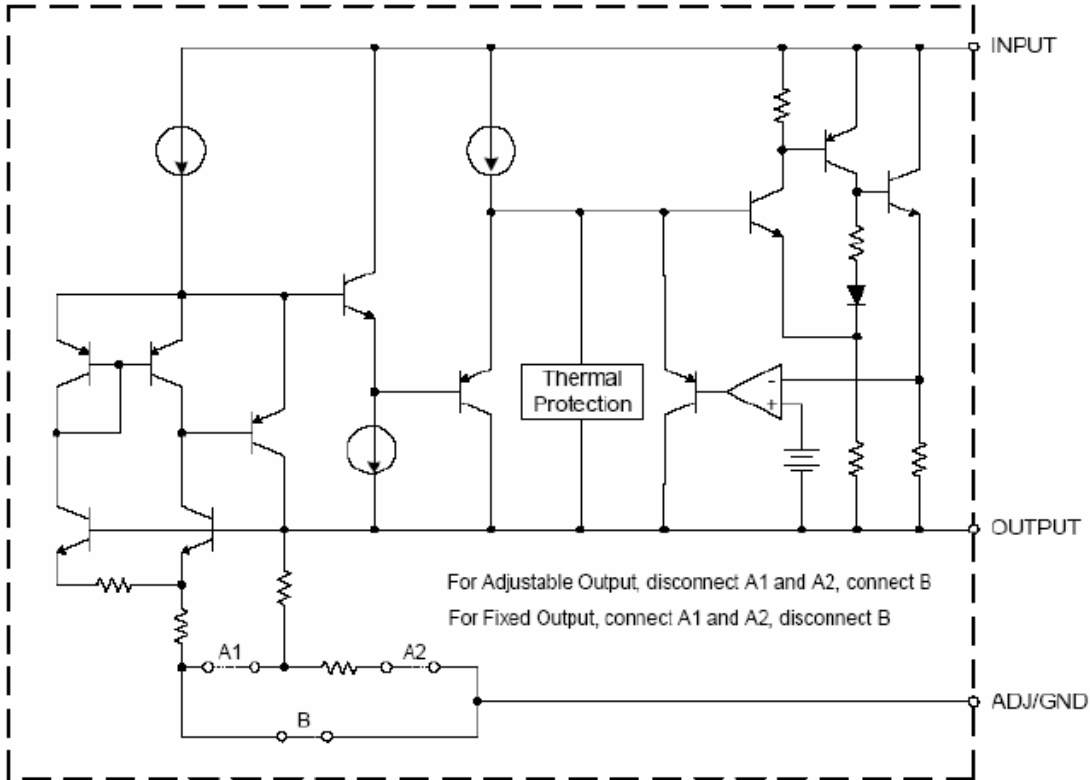 INPUT
Thermal
Protection
-
+
OUTPUT
For Adjustable Output, disconnect A1 and A2, connect B
For Fixed Output, connect A1 and A2, disconnect B
A1
A2
ADJ/GND
B